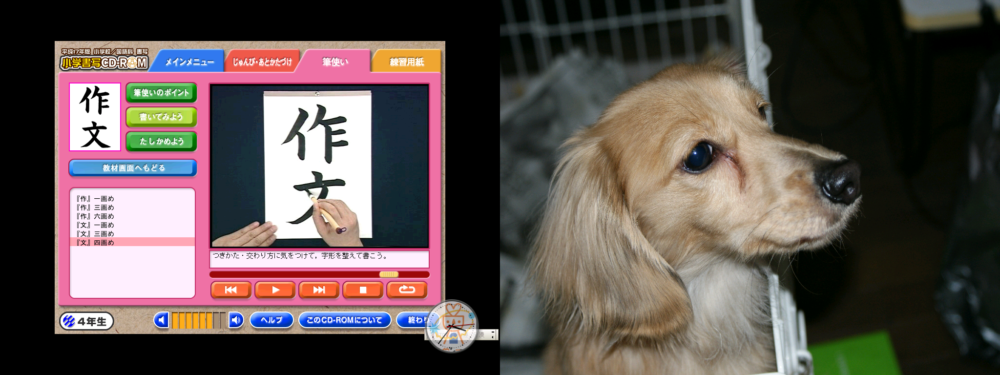 平成17年版 小学校/国語科 書写
小学書写CD-ROM
メインメニュー
じゅんび・あとかたづけ
筆使い
練習用紙
作文
筆使いのポイント
書いてみよう
たしかめよう
教材画面へもどる
『作』一画め
『作』三画め
『作』六画め
『文』一画め
『文』三画め
『文』四画め
作文
つきかた・交わり方に気をつけて，字形を整えて書こう。
4年生
ヘルプ
このCD-ROMについて
終わり
漢